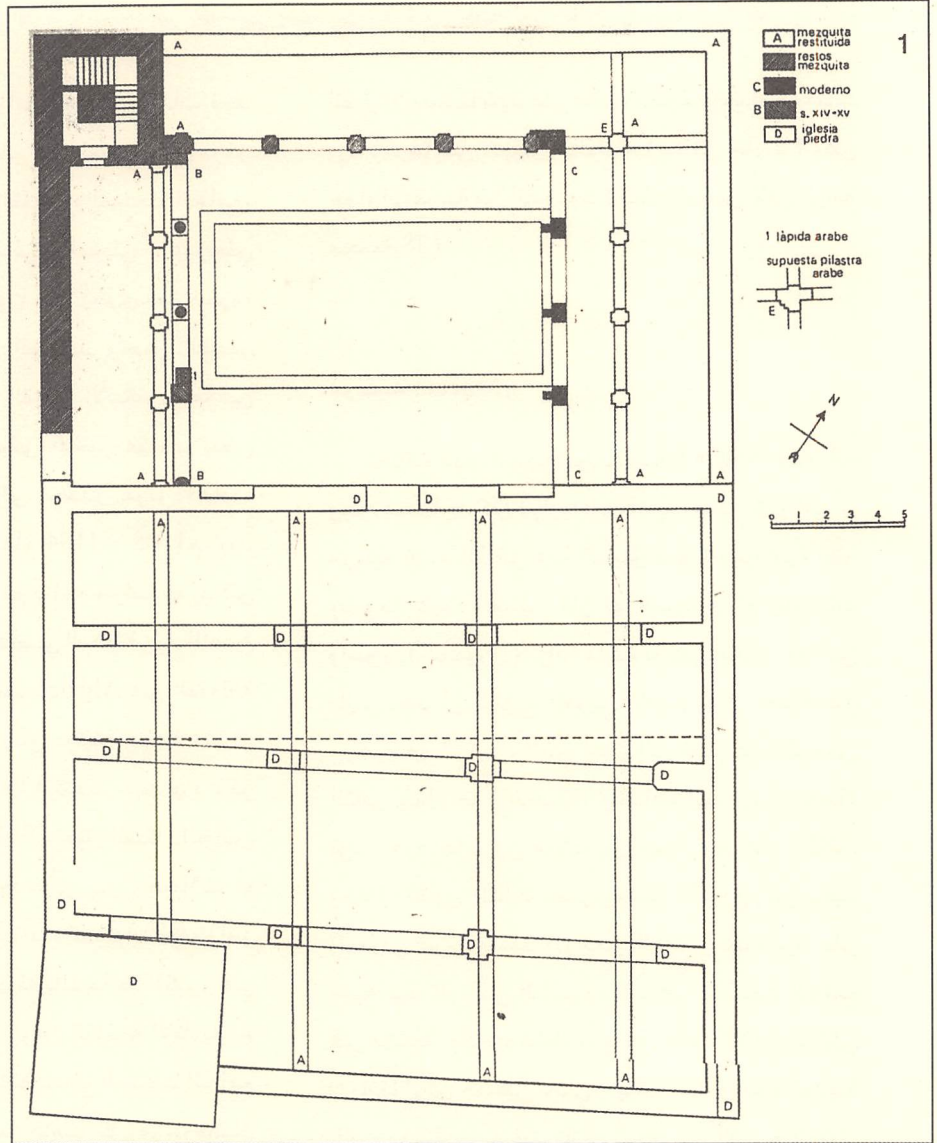 1
A mezquita
restituida
restos
mezquita
C moderno
B s. XIV-XV
D iglesia
piedra
1 làpida arabe
supuesta pilastra
arabe
E
N
0 1 2 3 4 5
A A
A E A
A B C
1
A B C A A
D D D D
A A A A
D D D D
D D D D
D D D D
D
A A A
D